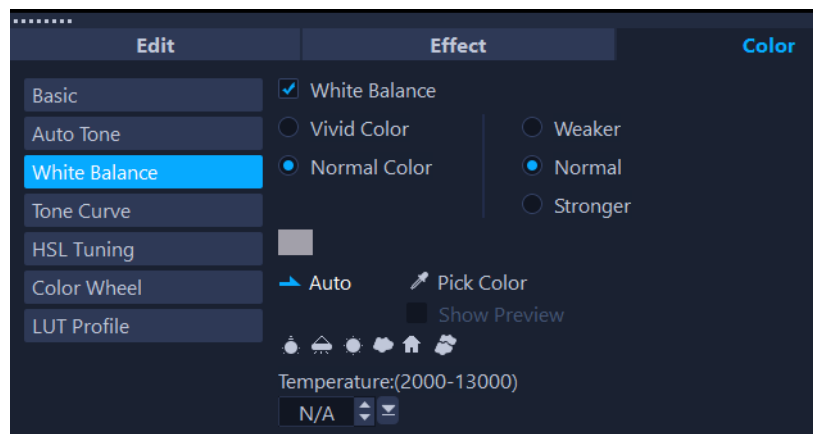 Edit Effect Color
Basic
Auto Tone
White Balance
Tone Curve
HSL Tuning
Color Wheel
LUT Profile
White Balance
Vivid Color
Normal Color
Weaker
Normal
Stronger
Auto
Pick Color
Show Preview
Temperature:(2000-13000)
N/A